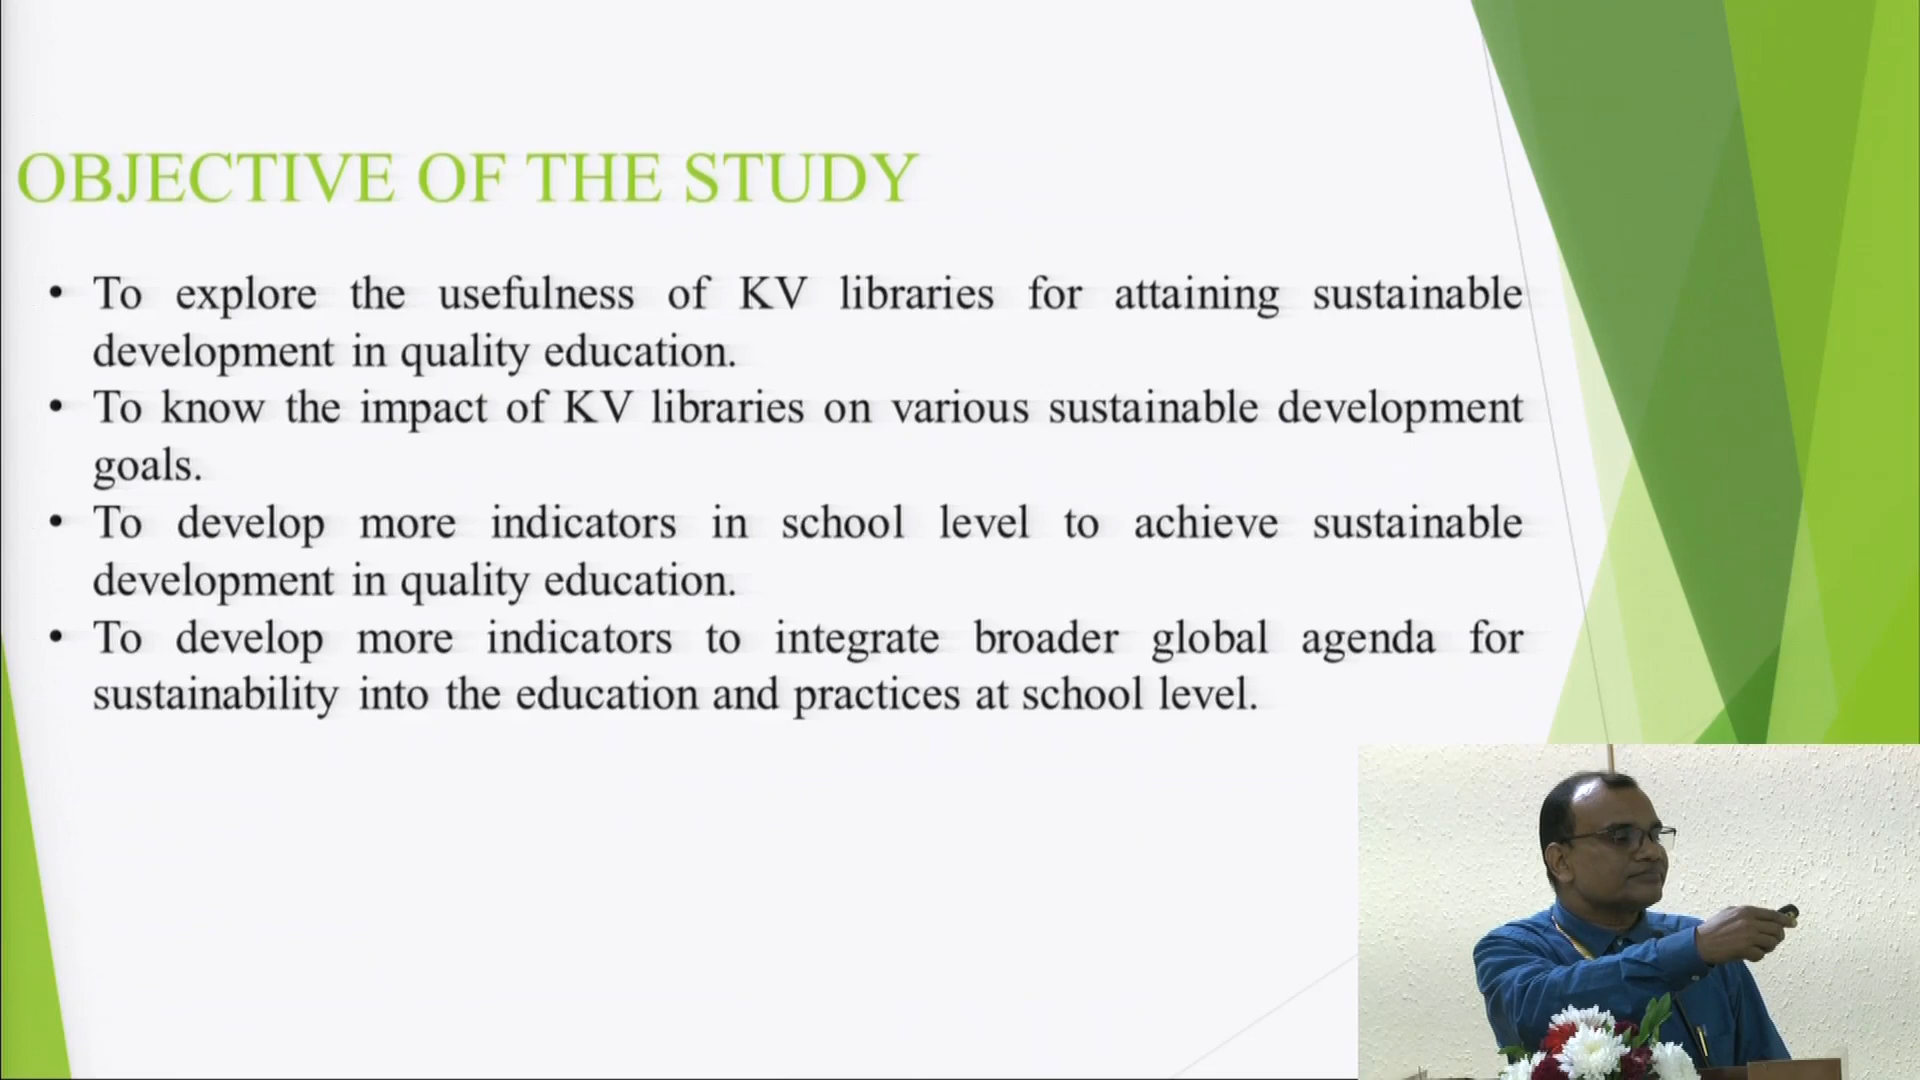 OBJECTIVE OF THE STUDY
• To explore the usefulness of KV libraries for attaining sustainable
development in quality education.
• To know the impact of KV libraries on various sustainable development
goals.
• To develop more indicators in school level to achieve sustainable
development in quality education.
• To develop more indicators to integrate broader global agenda for
sustainability into the education and practices at school level.